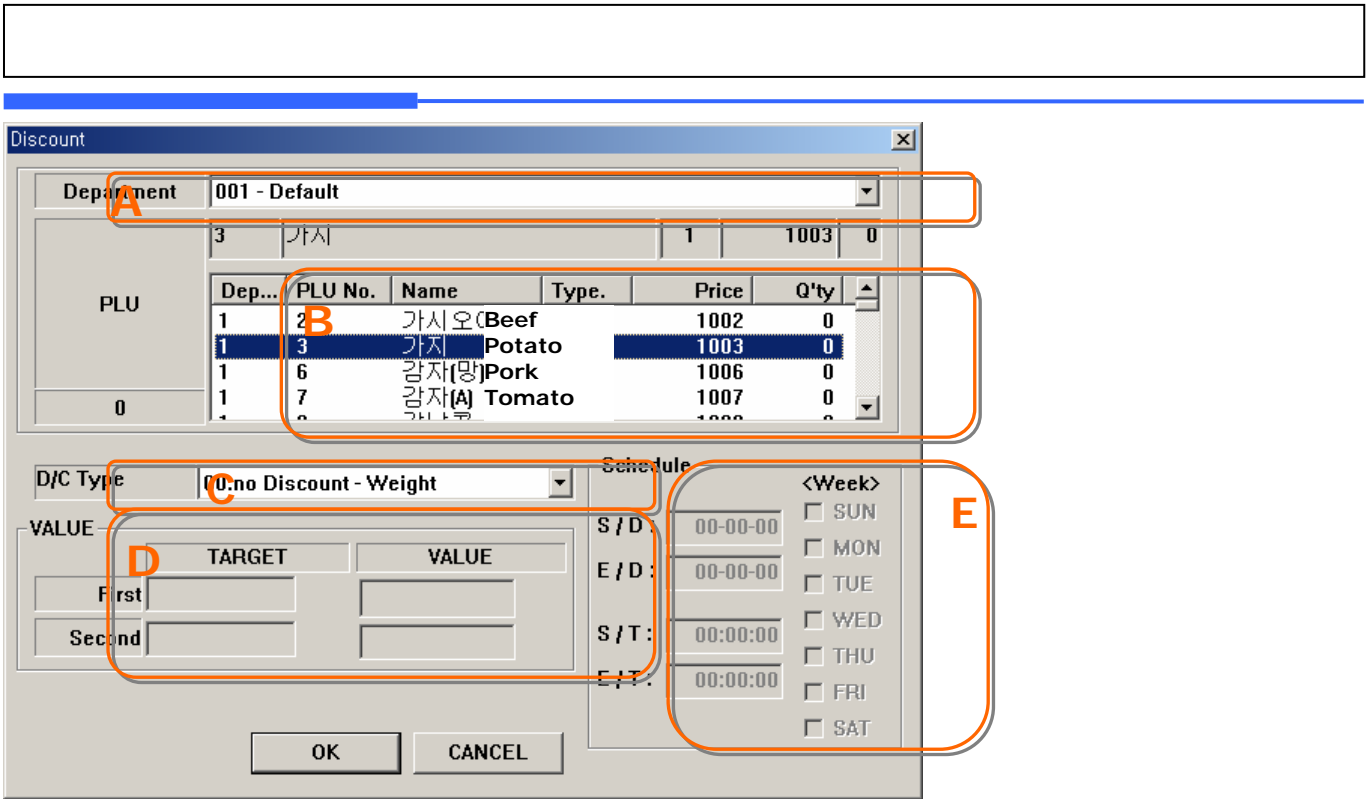 Discount
Department 001 - Default
A
3 가시 1 1003 0
PLU
Dep... PLU No. Name Type. Price Q'ty
B
1 2 가시오 Beef 1002 0
1 3 가지 Potato 1003 0
1 6 감자(망) Pork 1006 0
1 7 감자(A) Tomato 1007 0
0
D/C Type 00.no Discount - Weight
C
VALUE
D
TARGET VALUE
First
Second
Schedule
<Week>
E
S / D : 00-00-00
E / D : 00-00-00
S / T : 00:00:00
E / T : 00:00:00
SUN
MON
TUE
WED
THU
FRI
SAT
OK CANCEL